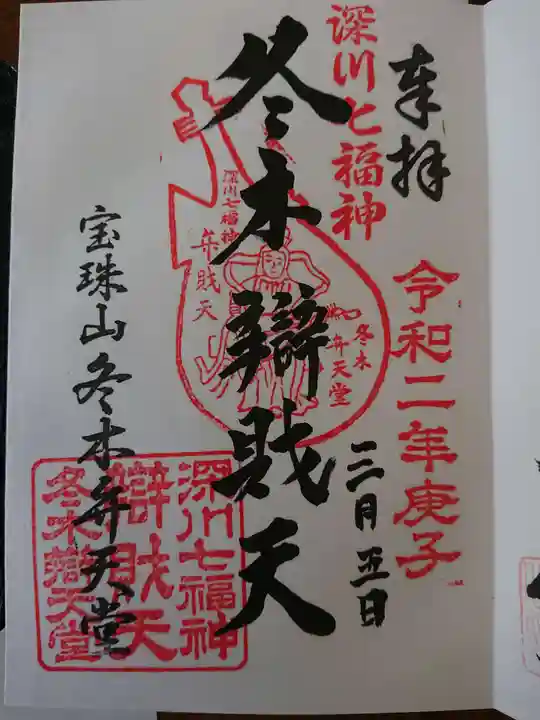 奉拝
令和二年庚子
三月五日
深川七福神
冬木辯財天
深川七福神
弁財天
冬木
弁天堂
宝珠山冬木弁天堂
深川七福神
辯財天
冬木辯天堂